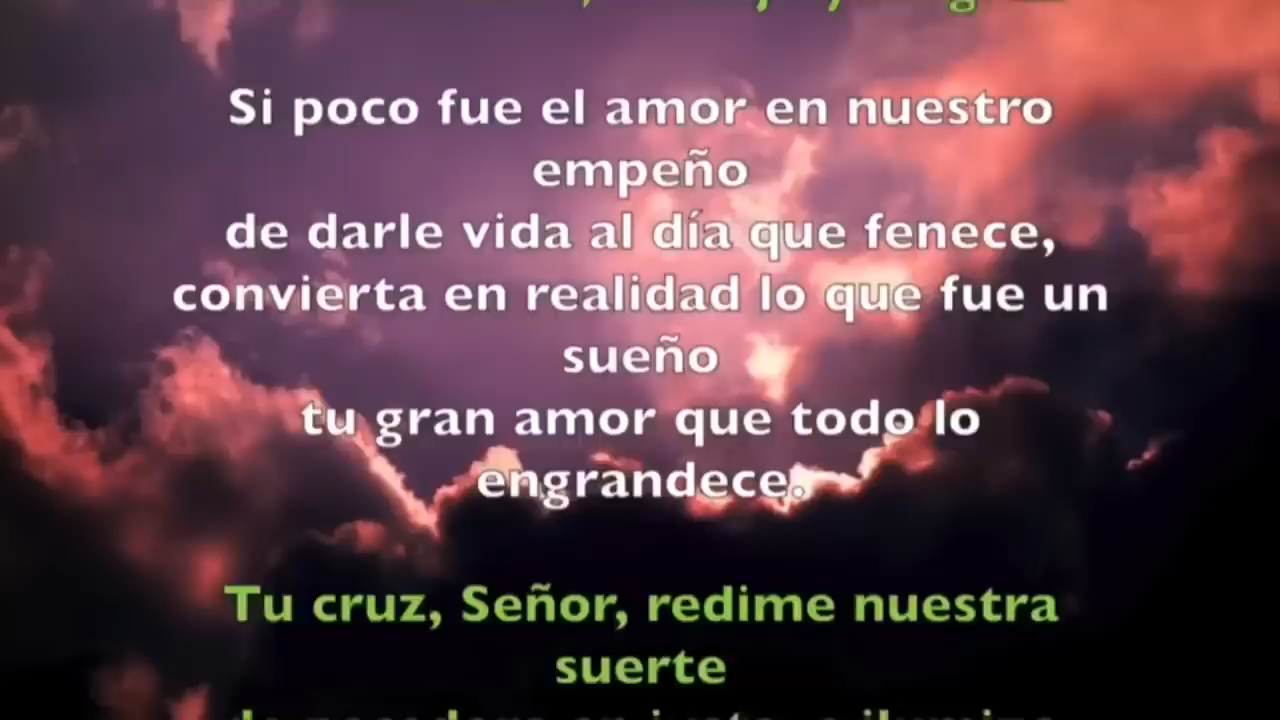 Si poco fue el amor en nuestro
empeño
de darle vida al día que fenece,
convierta en realidad lo que fue un
sueño
tu gran amor que todo lo
engrandece.
Tu cruz, Señor, redime nuestra
suerte